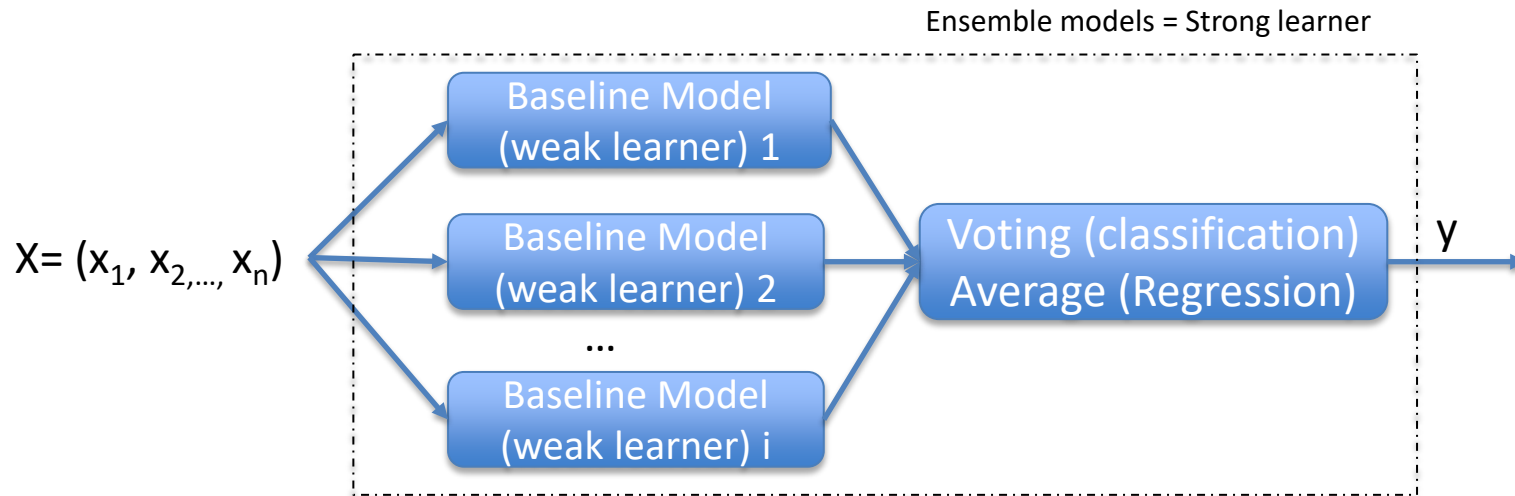 Ensemble models = Strong learner
Baseline Model
(weak learner) 1
X= (x₁, x₂,..., xₙ)
Baseline Model
(weak learner) 2
...
Baseline Model
(weak learner) i
Voting (classification)
Average (Regression)
y